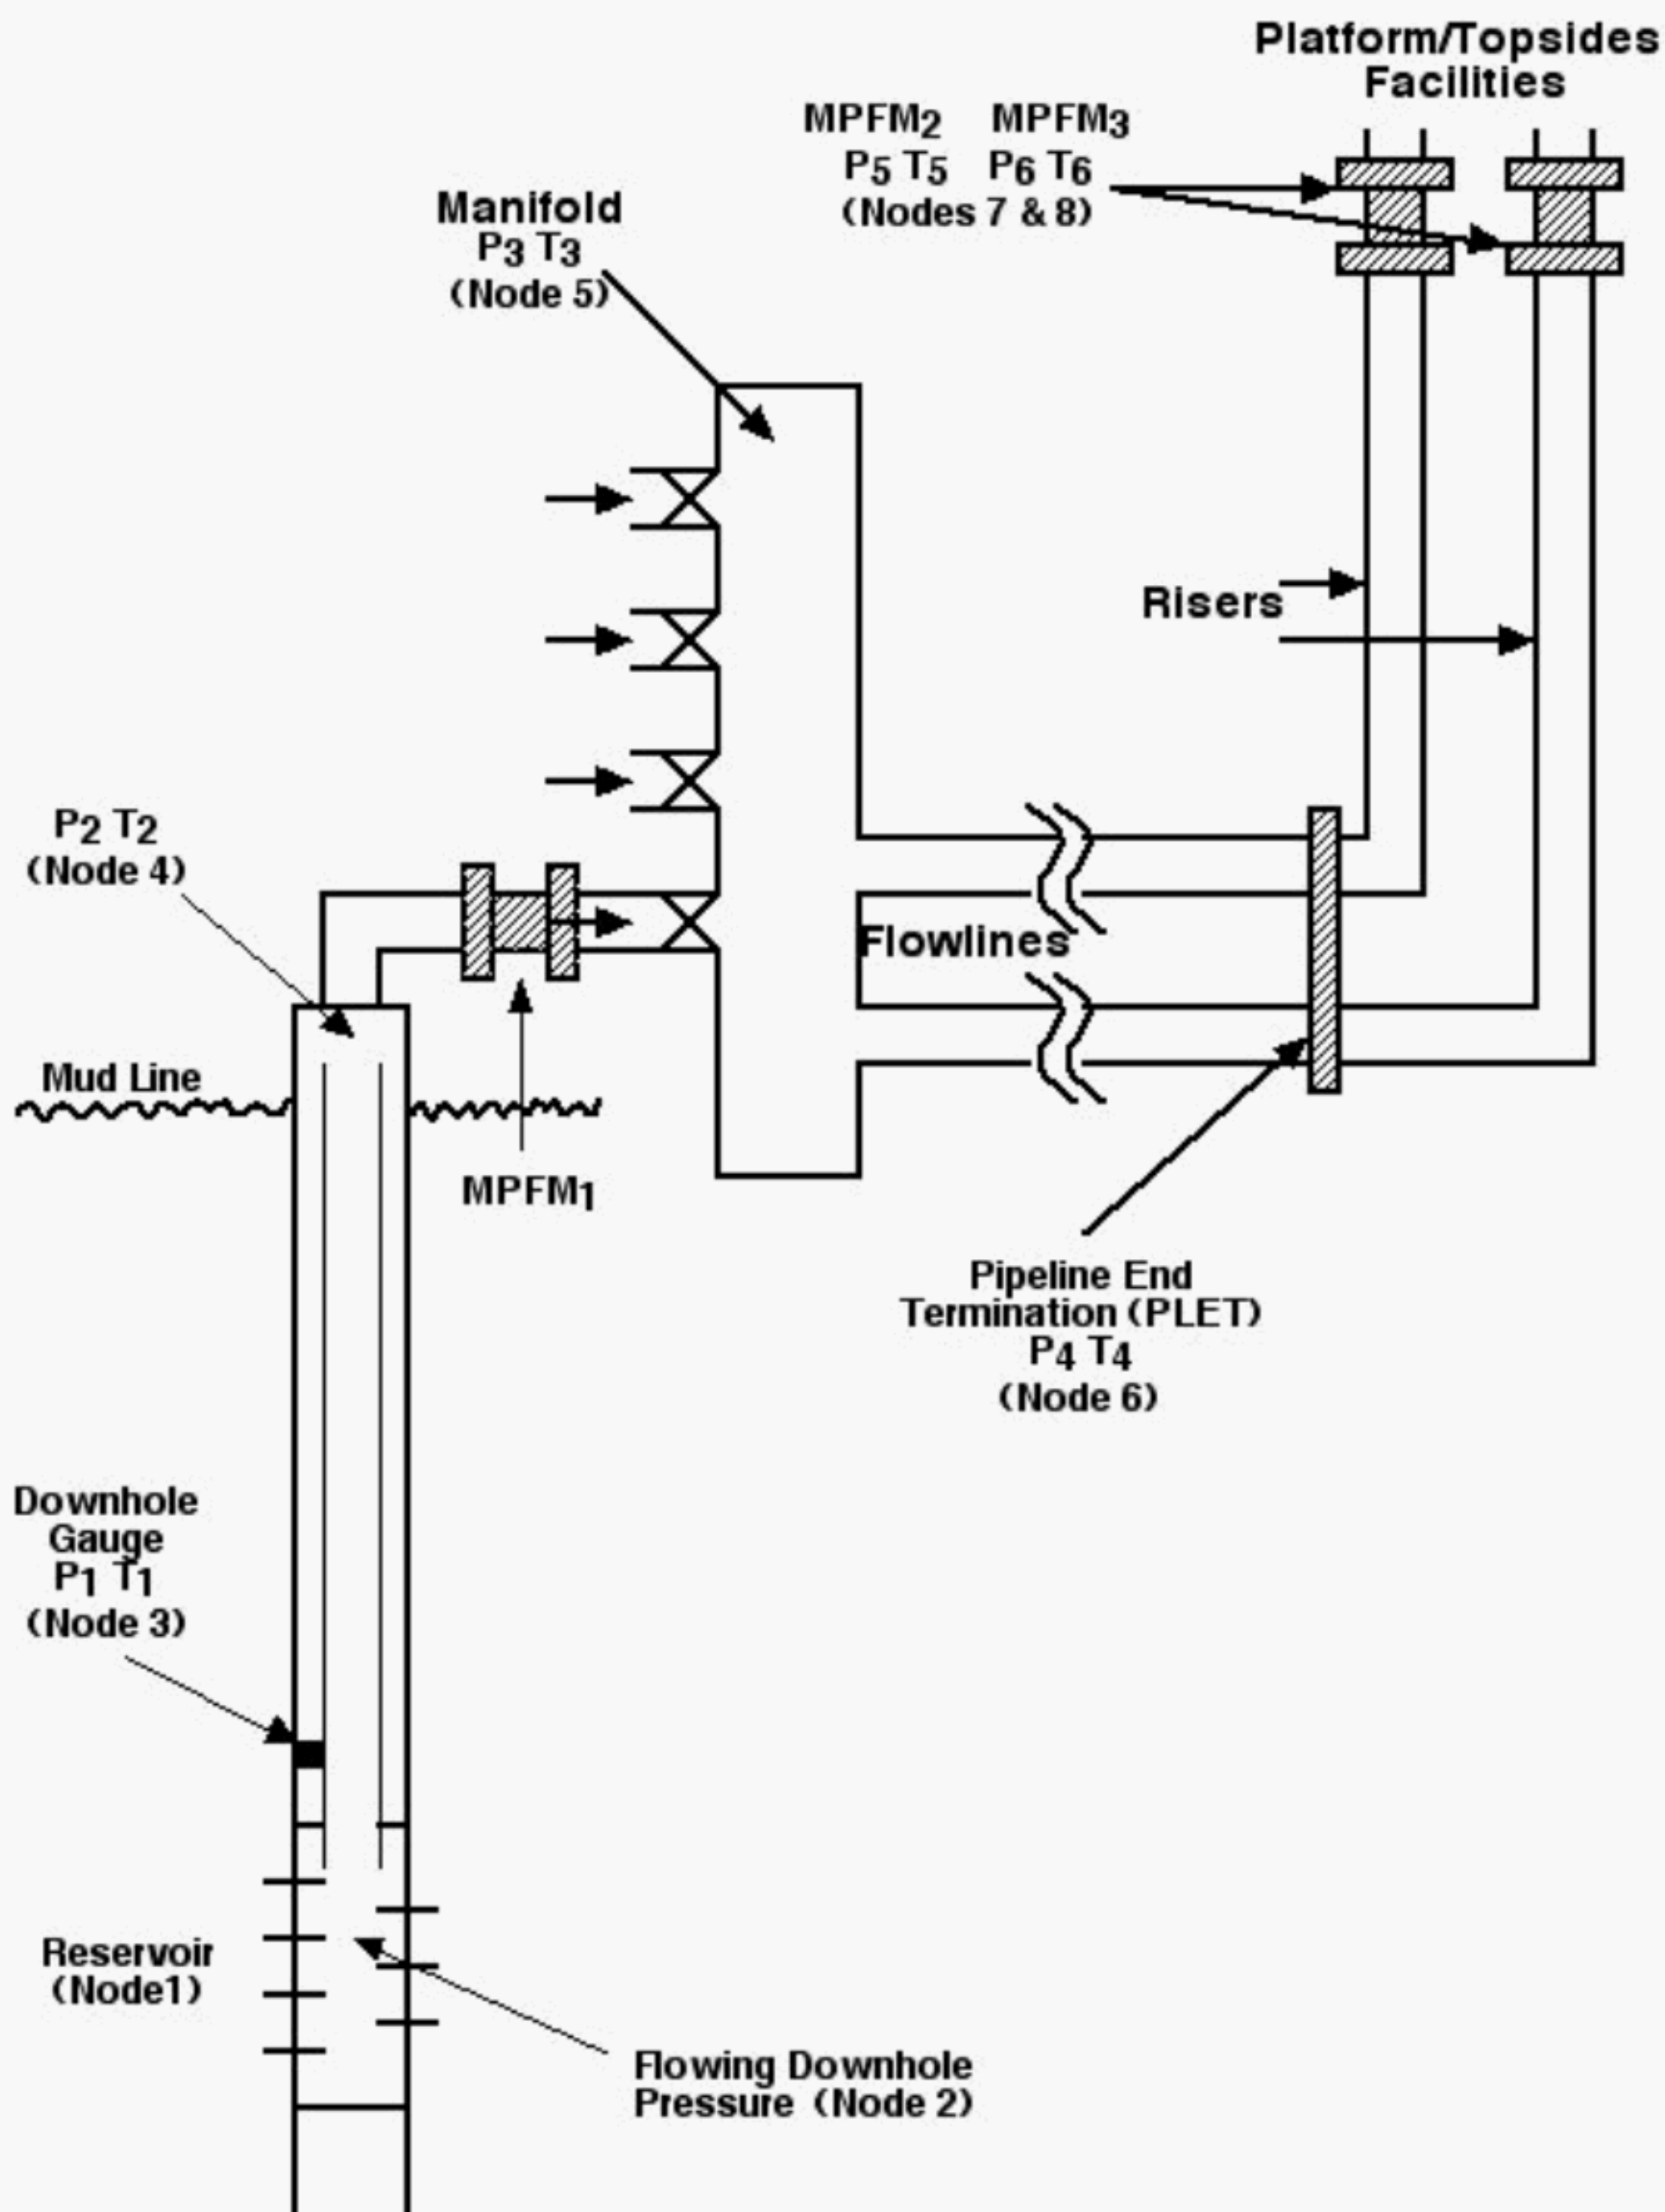 Platform/Topsides
Facilities
MPFM2 MPFM3
P5 T5 P6 T6
(Nodes 7 & 8)
Manifold
P3 T3
(Node 5)
Risers
P2 T2
(Node 4)
Flowlines
Mud Line
MPFM1
Pipeline End
Termination (PLET)
P4 T4
(Node 6)
Downhole
Gauge
P1 T1
(Node 3)
Reservoir
(Node1)
Flowing Downhole
Pressure (Node 2)